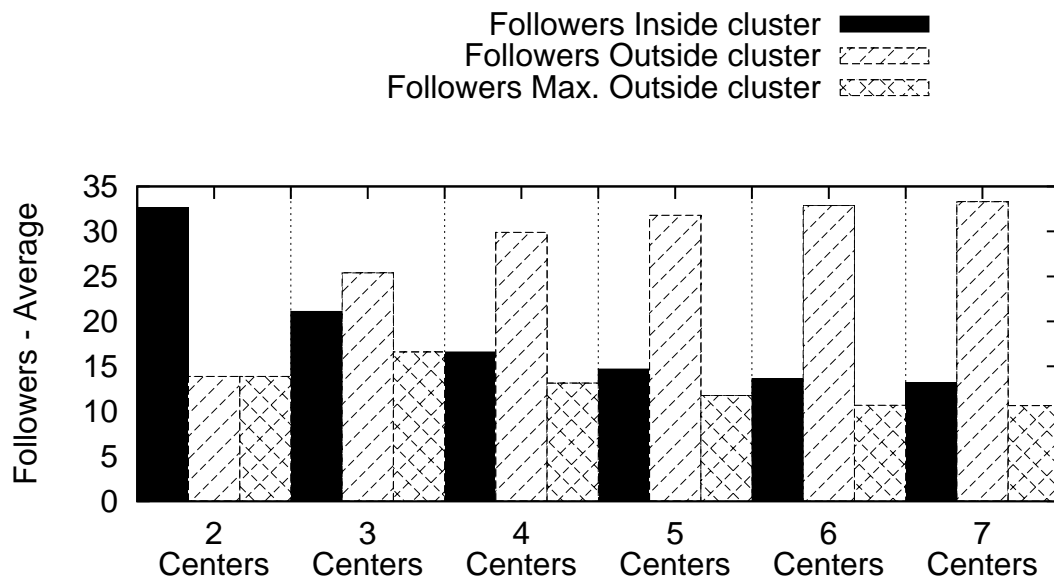 Followers Inside cluster
Followers Outside cluster
Followers Max. Outside cluster
Followers - Average
35
30
25
20
15
10
5
0
2 3 4 5 6 7
Centers Centers Centers Centers Centers Centers